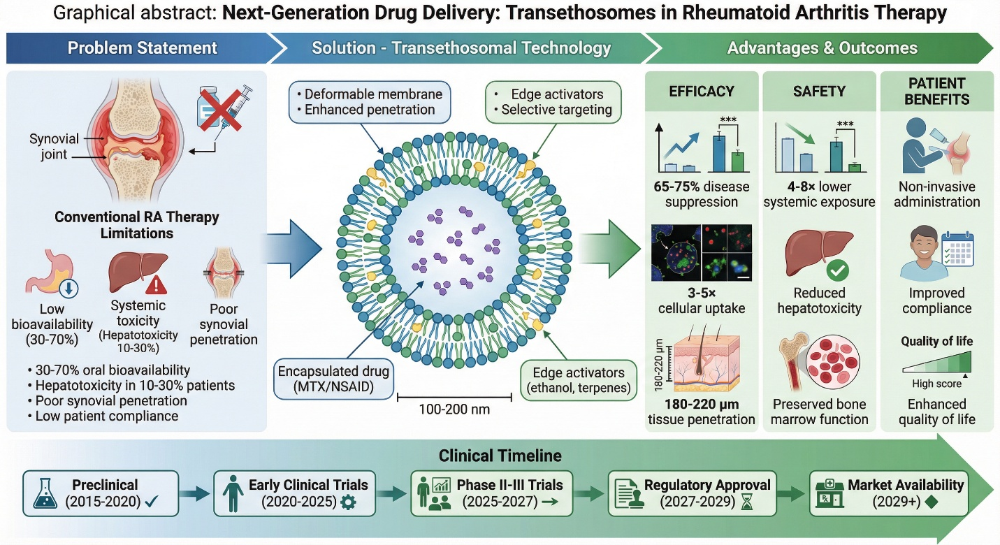 Graphical abstract: Next-Generation Drug Delivery: Transethosomes in Rheumatoid Arthritis Therapy
Problem Statement
Solution - Transethosomal Technology
Advantages & Outcomes
Synovial
joint
Conventional RA Therapy
Limitations
Low
bioavailability
(30-70%)
Systemic
toxicity
(Hepatotoxicity
10-30%)
Poor
synovial
penetration
• 30-70% oral bioavailability
• Hepatotoxicity in 10-30% patients
• Poor synovial penetration
• Low patient compliance
• Deformable membrane
• Enhanced penetration
• Edge activators
• Selective targeting
Encapsulated drug
(MTX/NSAID)
Edge activators
(ethanol, terpenes)
100-200 nm
EFFICACY
***
65-75% disease
suppression
3-5×
cellular uptake
180-220 µm
180-220 µm
tissue penetration
SAFETY
***
4-8× lower
systemic exposure
Reduced
hepatotoxicity
Preserved bone
marrow function
PATIENT
BENEFITS
Non-invasive
administration
Improved
compliance
Quality of life
High score
Enhanced
quality of life
Clinical Timeline
Preclinical
(2015-2020)
Early Clinical Trials
(2020-2025)
Phase II-III Trials
(2025-2027)
Regulatory Approval
(2027-2029)
Rx
Market Availability
(2029+)